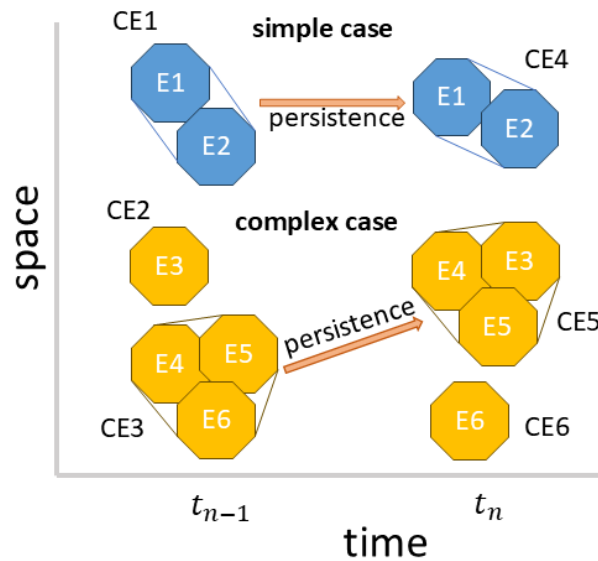 CE1
simple case
CE4
E1
E2
persistence
E1
E2
CE2
complex case
E3
E4
E5
E6
CE3
persistence
E4
E3
E5
CE5
E6
CE6
space
t_{n-1}
t_n
time